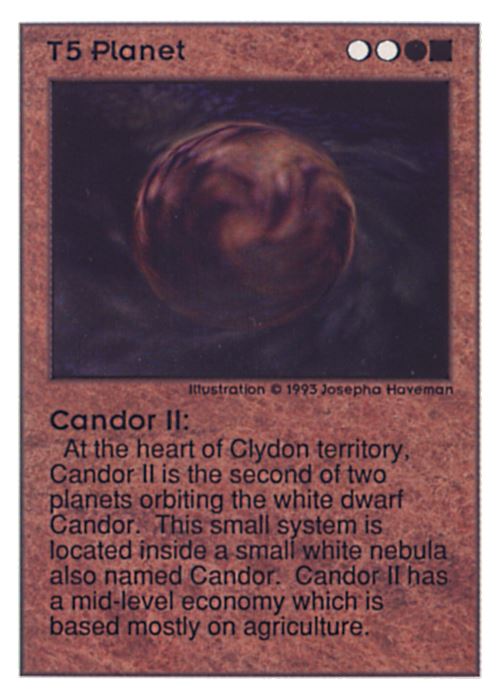 T5 Planet
Illustration © 1993 Josepha Haveman
Candor II:
At the heart of Clydon territory,
Candor II is the second of two
planets orbiting the white dwarf
Candor. This small system is
located inside a small white nebula
also named Candor. Candor II has
a mid-level economy which is
based mostly on agriculture.